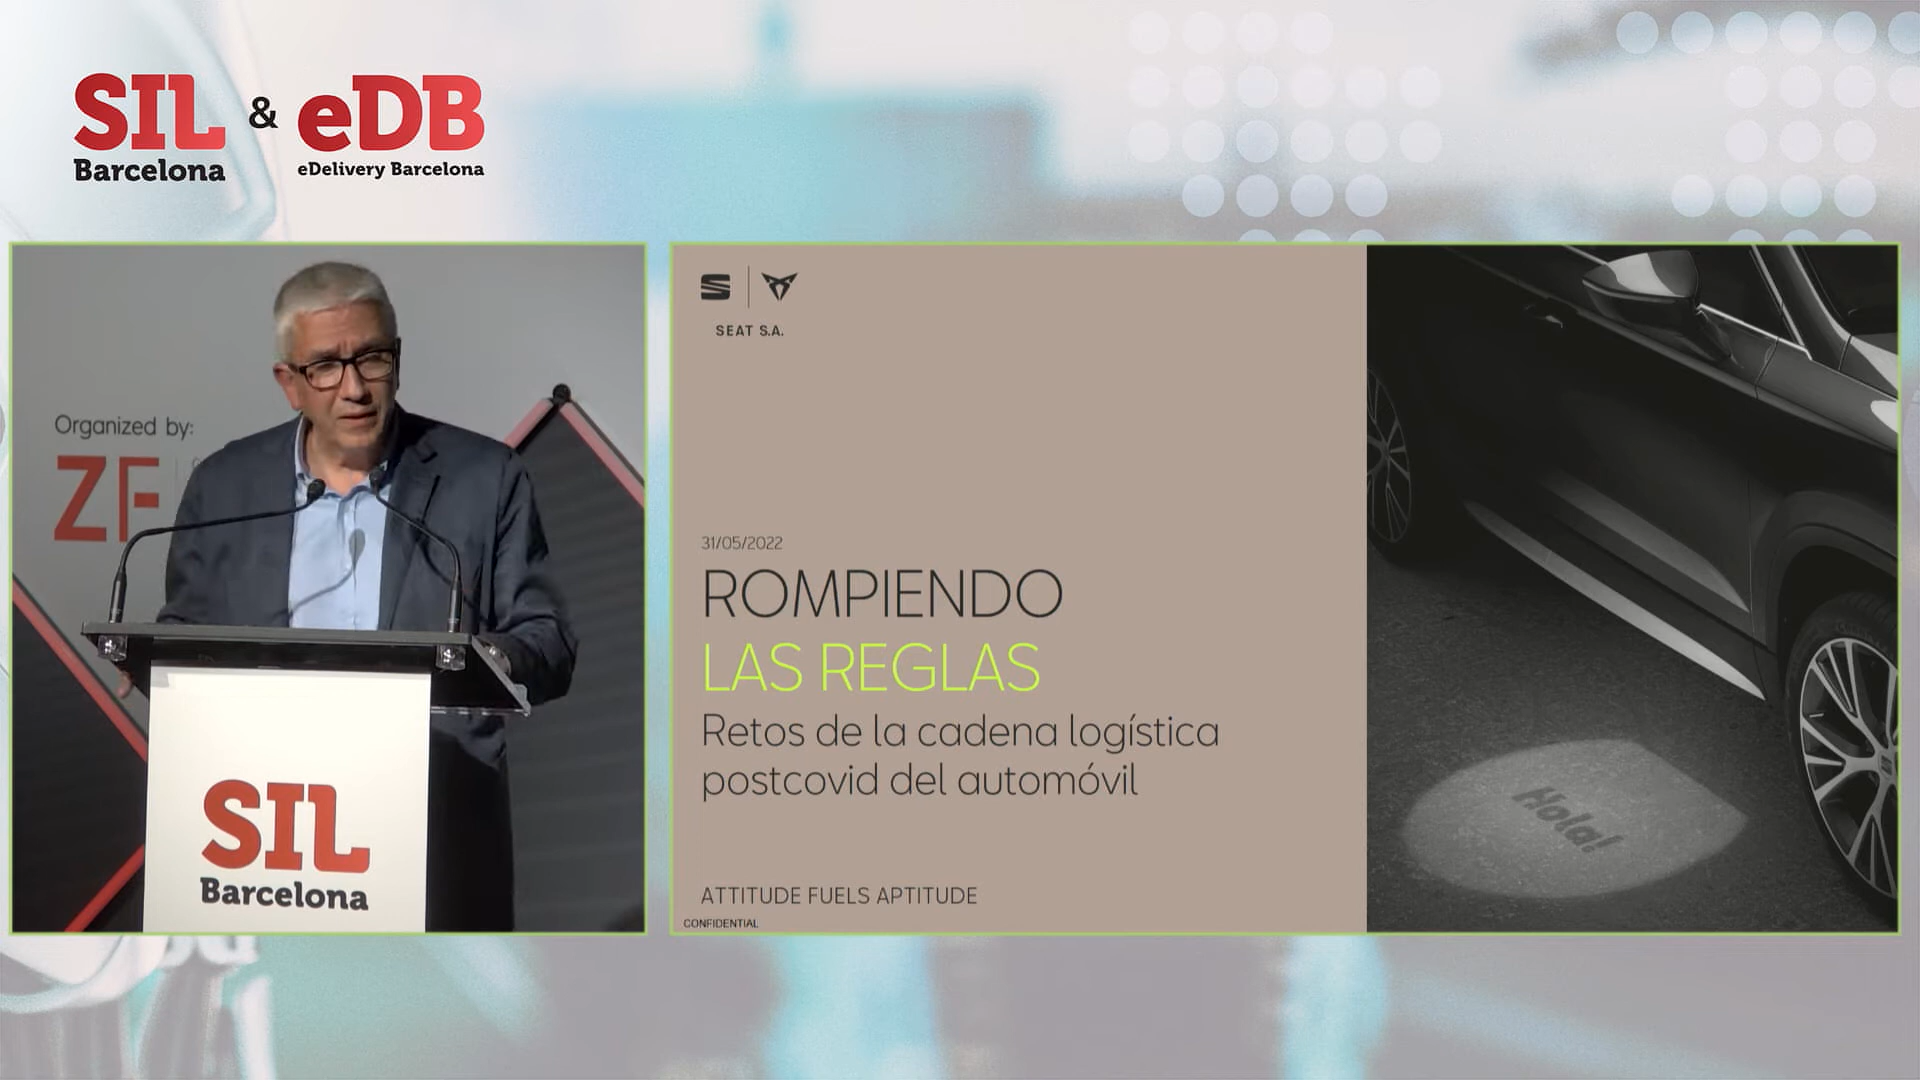 SIL
Barcelona
&
eDB
eDelivery Barcelona
Organized by:
ZF
SIL
Barcelona
SEAT S.A.
31/05/2022
ROMPIENDO
LAS REGLAS
Retos de la cadena logística
postcovid del automóvil
ATTITUDE FUELS APTITUDE
CONFIDENTIAL
Hola!